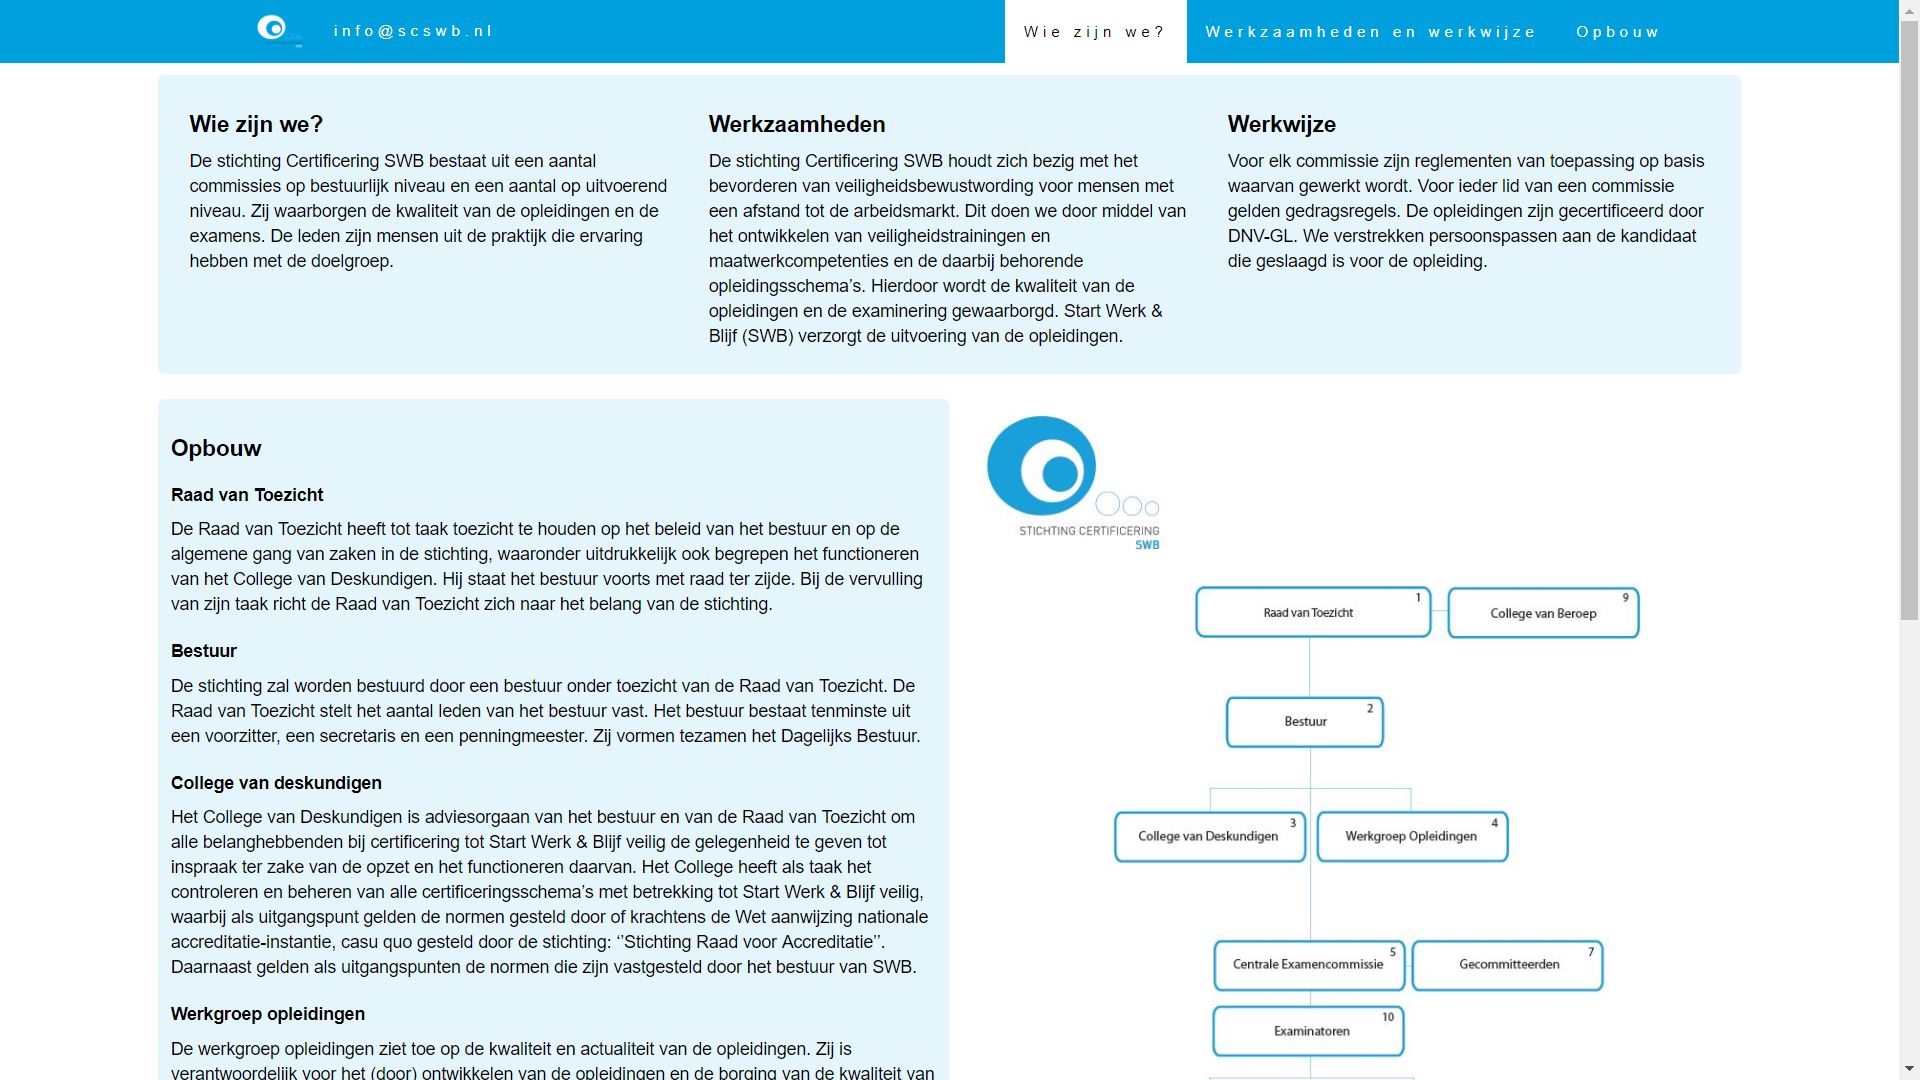 info@scswb.nl
Wie zijn we?
Werkzaamheden en werkwijze
Opbouw
Wie zijn we?
De stichting Certificering SWB bestaat uit een aantal
commissies op bestuurlijk niveau en een aantal op uitvoerend
niveau. Zij waarborgen de kwaliteit van de opleidingen en de
examens. De leden zijn mensen uit de praktijk die ervaring
hebben met de doelgroep.
Werkzaamheden
De stichting Certificering SWB houdt zich bezig met het
bevorderen van veiligheidsbewustwording voor mensen met
een afstand tot de arbeidsmarkt. Dit doen we door middel van
het ontwikkelen van veiligheidstrainingen en
maatwerkcompetenties en de daarbij behorende
opleidingsschema’s. Hierdoor wordt de kwaliteit van de
opleidingen en de examinering gewaarborgd. Start Werk &
Blijf (SWB) verzorgt de uitvoering van de opleidingen.
Werkwijze
Voor elk commissie zijn reglementen van toepassing op basis
waarvan gewerkt wordt. Voor ieder lid van een commissie
gelden gedragsregels. De opleidingen zijn gecertificeerd door
DNV-GL. We verstrekken persoonspassen aan de kandidaat
die geslaagd is voor de opleiding.
Opbouw
Raad van Toezicht
De Raad van Toezicht heeft tot taak toezicht te houden op het beleid van het bestuur en op de
algemene gang van zaken in de stichting, waaronder uitdrukkelijk ook begrepen het functioneren
van het College van Deskundigen. Hij staat het bestuur voorts met raad ter zijde. Bij de vervulling
van zijn taak richt de Raad van Toezicht zich naar het belang van de stichting.
Bestuur
De stichting zal worden bestuurd door een bestuur onder toezicht van de Raad van Toezicht. De
Raad van Toezicht stelt het aantal leden van het bestuur vast. Het bestuur bestaat tenminste uit
een voorzitter, een secretaris en een penningmeester. Zij vormen tezamen het Dagelijks Bestuur.
College van deskundigen
Het College van Deskundigen is adviesorgaan van het bestuur en van de Raad van Toezicht om
alle belanghebbenden bij certificering tot Start Werk & Blijf veilig de gelegenheid te geven tot
inspraak ter zake van de opzet en het functioneren daarvan. Het College heeft als taak het
controleren en beheren van alle certificeringsschema’s met betrekking tot Start Werk & Blijf veilig,
waarbij als uitgangspunt gelden de normen gesteld door of krachtens de Wet aanwijzing nationale
accreditatie-instantie, casu quo gesteld door de stichting: ‘’Stichting Raad voor Accreditatie’’.
Daarnaast gelden als uitgangspunten de normen die zijn vastgesteld door het bestuur van SWB.
Werkgroep opleidingen
De werkgroep opleidingen ziet toe op de kwaliteit en actualiteit van de opleidingen. Zij is
verantwoordelijk voor het (door) ontwikkelen van de opleidingen en de borging van de kwaliteit van
STICHTING CERTIFICERING
SWB
Raad van Toezicht 1
College van Beroep 9
Bestuur 2
College van Deskundigen 3
Werkgroep Opleidingen 4
Centrale Examencommissie 5
Gecommitteerden 7
Examinatoren 10